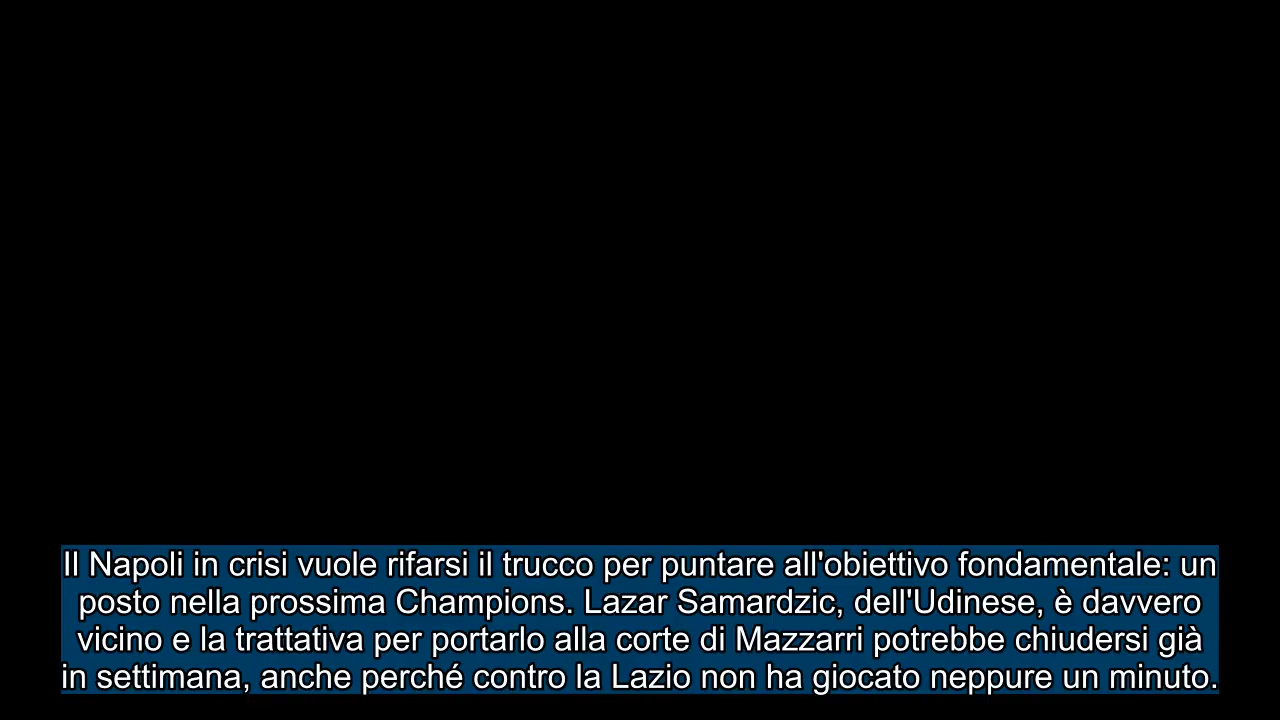 Il Napoli in crisi vuole rifarsi il trucco per puntare all'obiettivo fondamentale: un
posto nella prossima Champions. Lazar Samardzic, dell'Udinese, è davvero
vicino e la trattativa per portarlo alla corte di Mazzarri potrebbe chiudersi già
in settimana, anche perché contro la Lazio non ha giocato neppure un minuto.